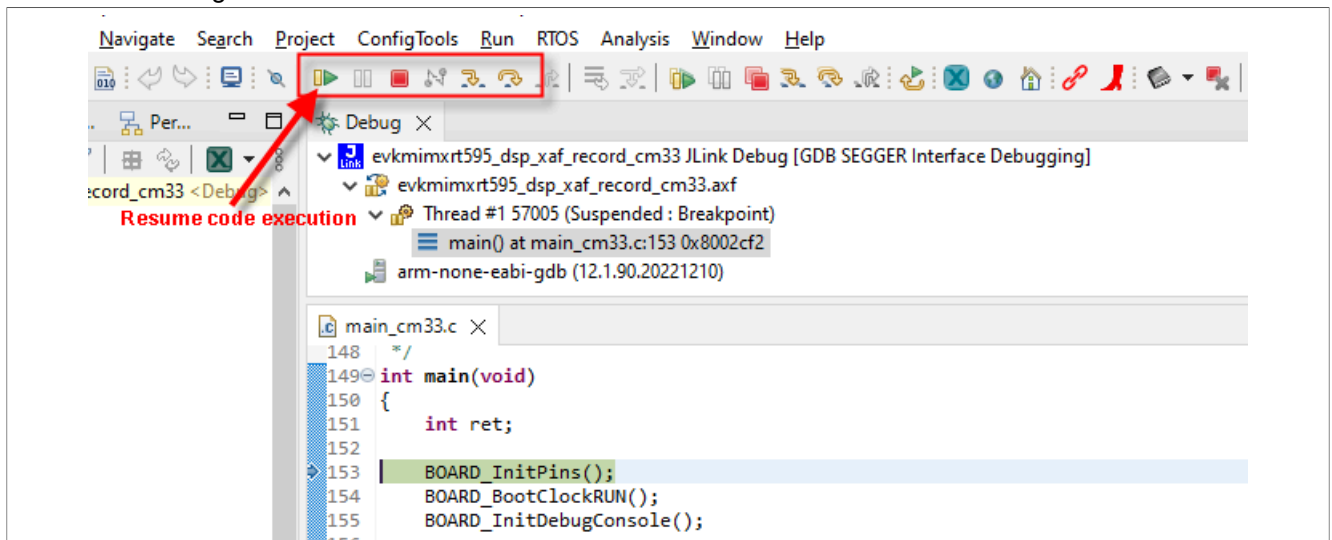 Navigate Search Project ConfigTools Run RTOS Analysis Window Help
010
.. Per... Debug
J Link evkmimxrt595_dsp_xaf_record_cm33 JLink Debug [GDB SEGGER Interface Debugging]
ecord_cm33 <Debug> evkmimxrt595_dsp_xaf_record_cm33.axf
Resume code execution Thread #1 57005 (Suspended : Breakpoint)
main() at main_cm33.c:153 0x8002cf2
arm-none-eabi-gdb (12.1.90.20221210)
.c main_cm33.c
148 */
149 int main(void)
150 {
151 int ret;
152
153 BOARD_InitPins();
154 BOARD_BootClockRUN();
155 BOARD_InitDebugConsole();